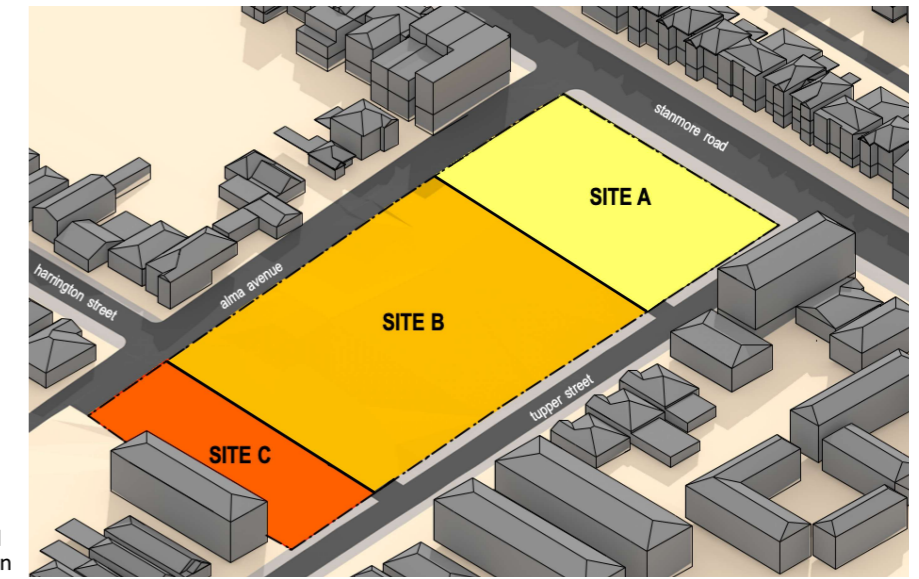 stanmore road
SITE A
alma avenue
harrington street
SITE B
tupper street
SITE C
n